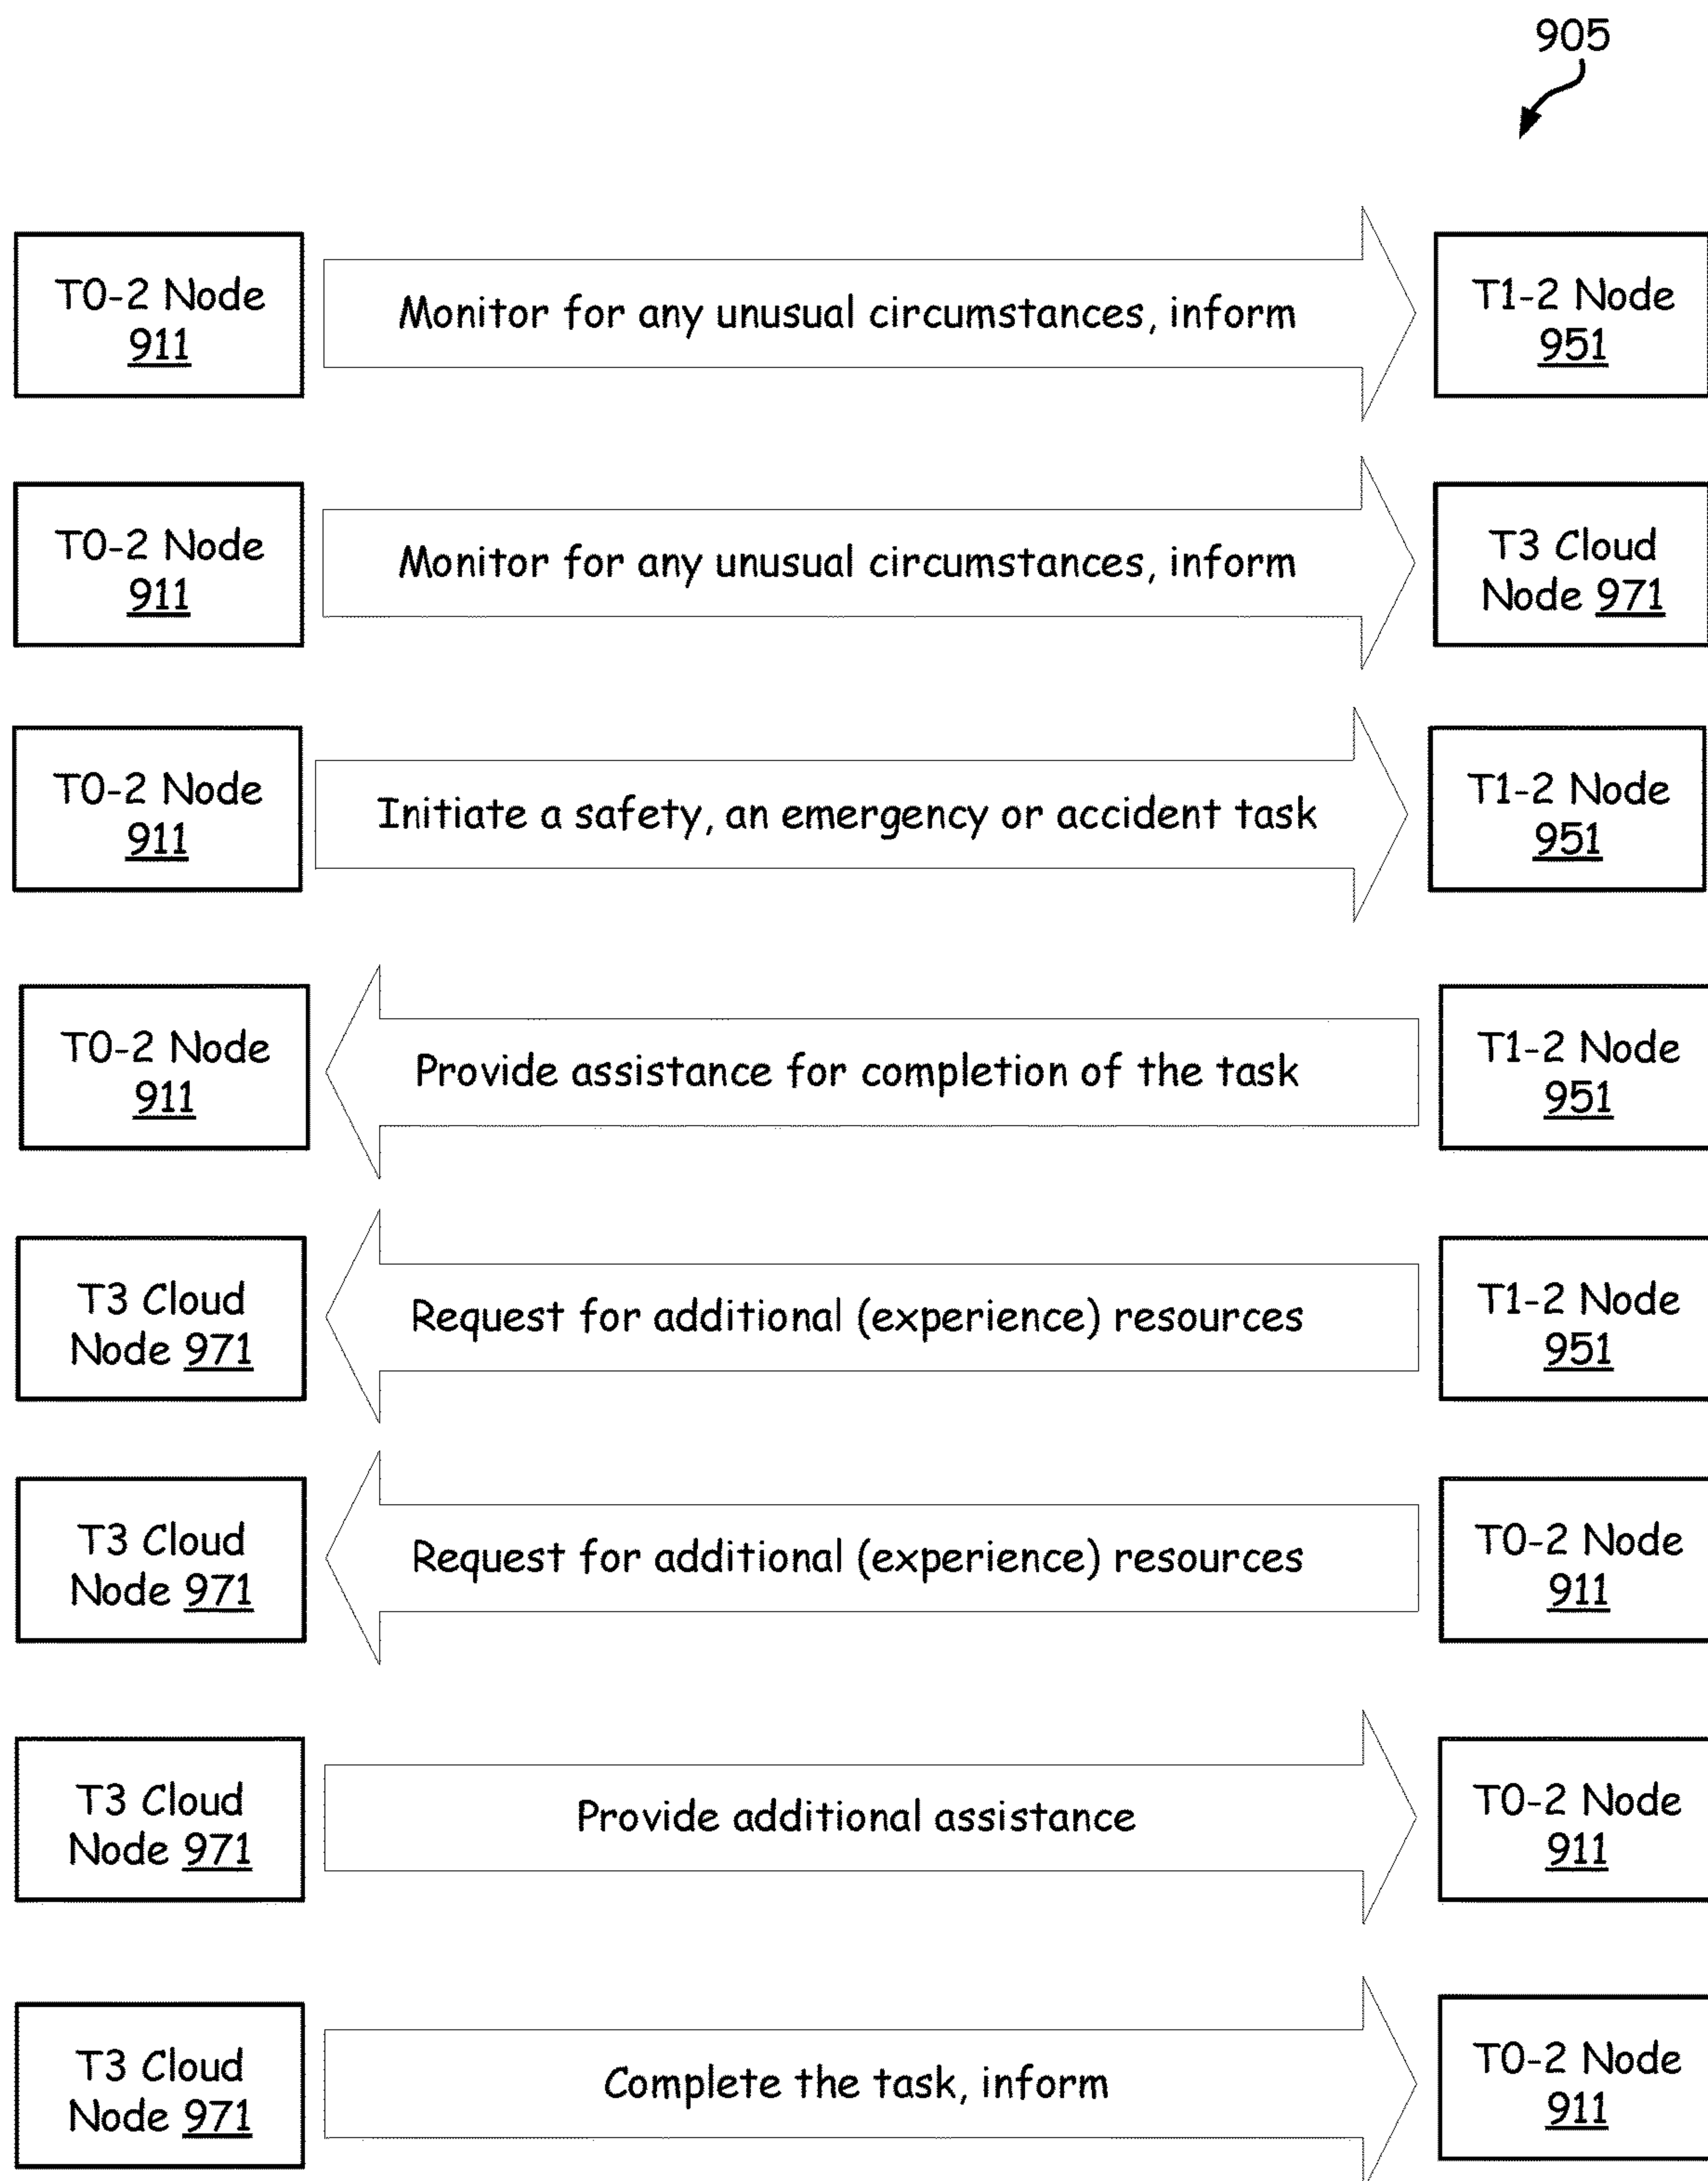 905
T0-2 Node
911
Monitor for any unusual circumstances, inform
T1-2 Node
951
T0-2 Node
911
Monitor for any unusual circumstances, inform
T3 Cloud
Node 971
T0-2 Node
911
Initiate a safety, an emergency or accident task
T1-2 Node
951
T0-2 Node
911
Provide assistance for completion of the task
T1-2 Node
951
T3 Cloud
Node 971
Request for additional (experience) resources
T1-2 Node
951
T3 Cloud
Node 971
Request for additional (experience) resources
T0-2 Node
911
T3 Cloud
Node 971
Provide additional assistance
T0-2 Node
911
T3 Cloud
Node 971
Complete the task, inform
T0-2 Node
911